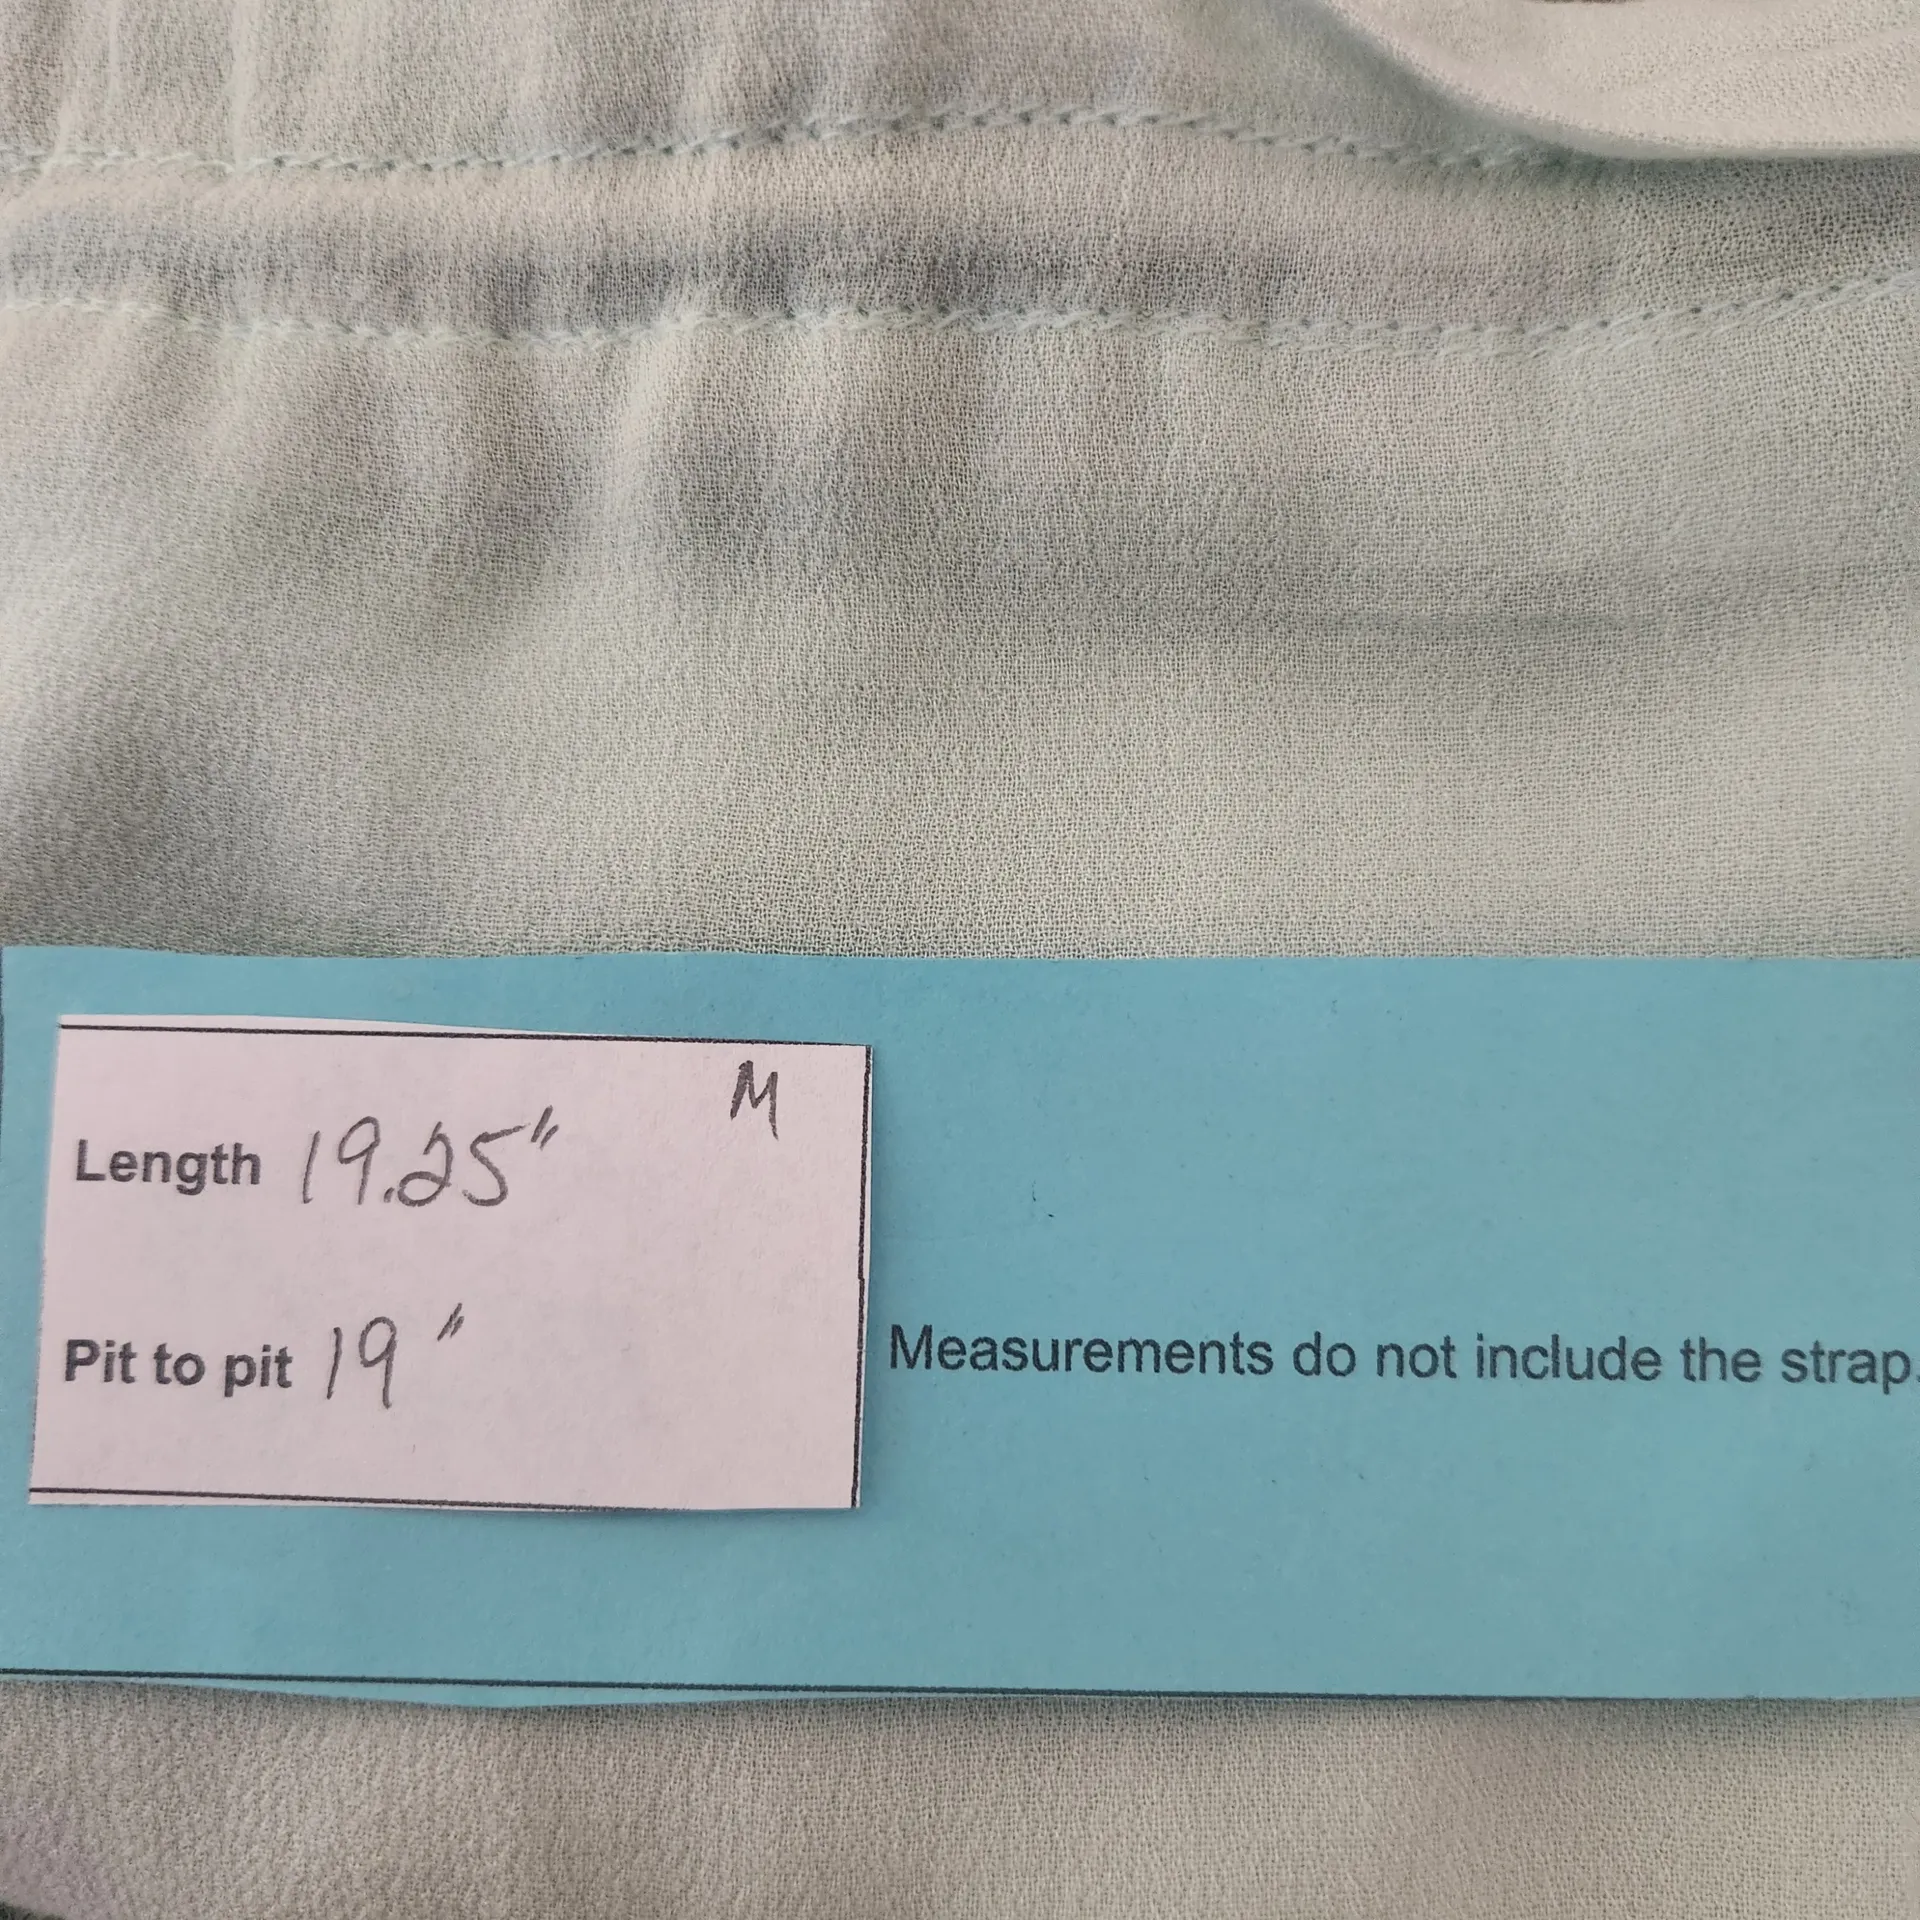 M
Length 19.25"
Pit to pit 19"
Measurements do not include the strap.